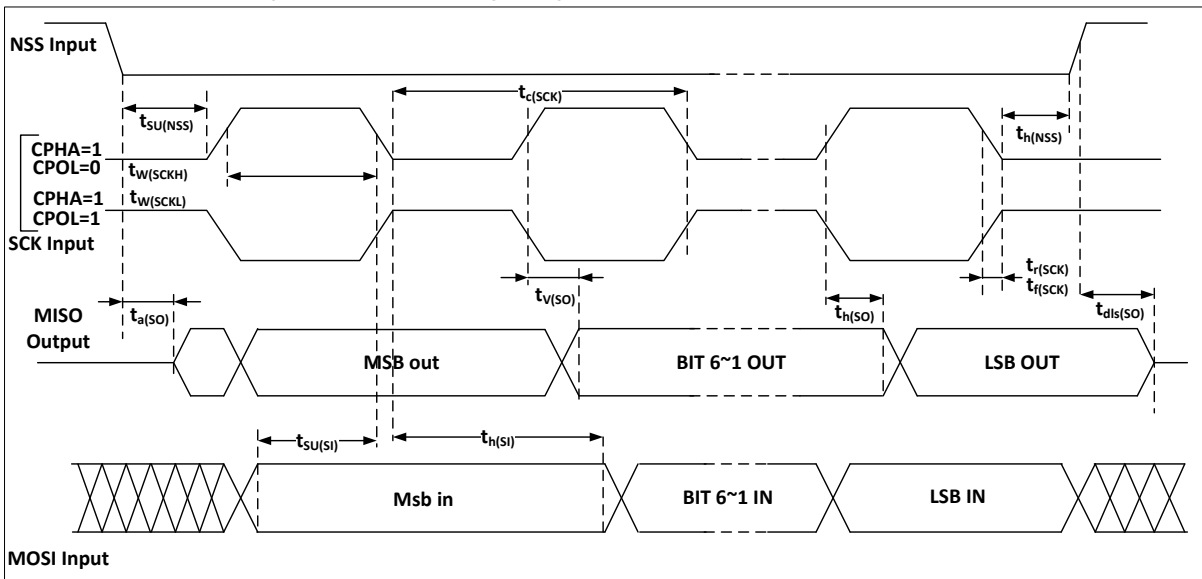 NSS Input
tc(SCK)
tSU(NSS)
th(NSS)
CPHA=1
CPOL=0
tW(SCKH)
CPHA=1
CPOL=1
tW(SCKL)
SCK Input
tr(SCK)
tf(SCK)
ta(SO)
tV(SO)
th(SO)
tdls(SO)
MISO
Output
MSB out
BIT 6~1 OUT
LSB OUT
tSU(SI)
th(SI)
Msb in
BIT 6~1 IN
LSB IN
MOSI Input